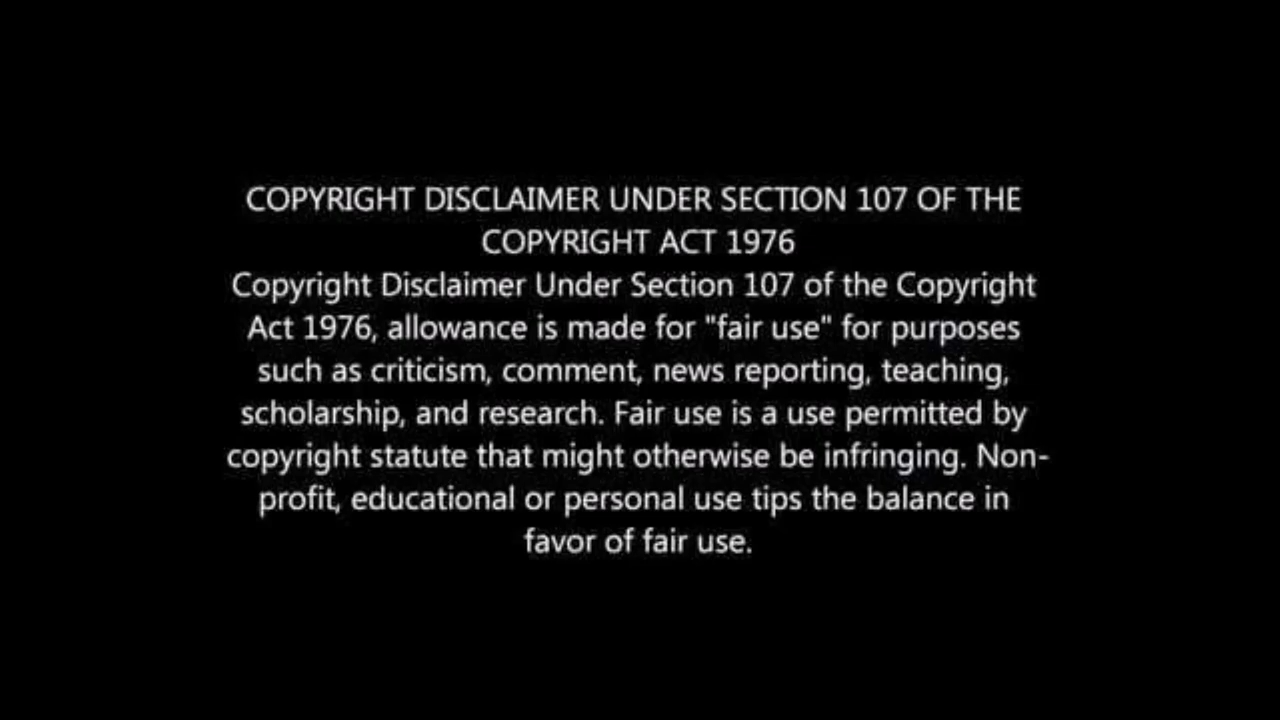 COPYRIGHT DISCLAIMER UNDER SECTION 107 OF THE
COPYRIGHT ACT 1976
Copyright Disclaimer Under Section 107 of the Copyright
Act 1976, allowance is made for "fair use" for purposes
such as criticism, comment, news reporting, teaching,
scholarship, and research. Fair use is a use permitted by
copyright statute that might otherwise be infringing. Non-
profit, educational or personal use tips the balance in
favor of fair use.